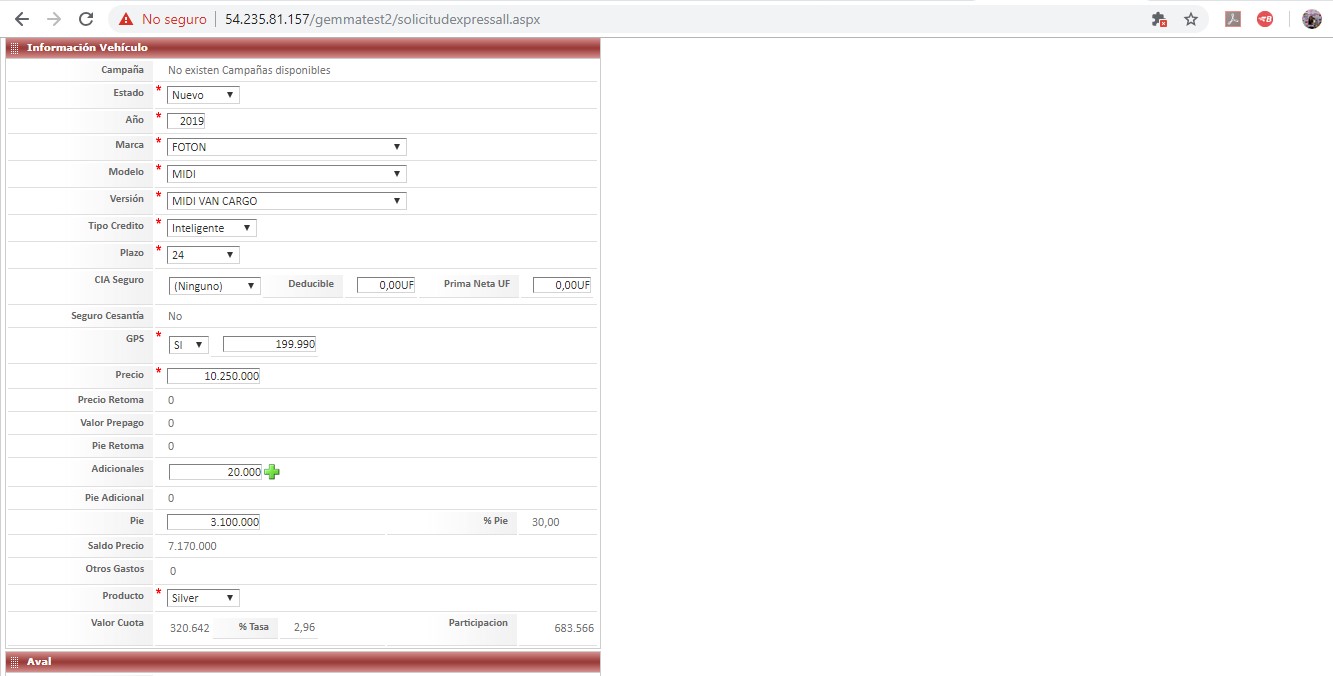 No seguro | 54.235.81.157/gemmatest2/solicitudexpressall.aspx
Información Vehículo
Campaña No existen Campañas disponibles
Estado * Nuevo
Año * 2019
Marca * FOTON
Modelo * MIDI
Versión * MIDI VAN CARGO
Tipo Credito * Inteligente
Plazo * 24
CIA Seguro (Ninguno) Deducible 0,00UF Prima Neta UF 0,00UF
Seguro Cesantía No
GPS * SI 199.990
Precio * 10.250.000
Precio Retoma 0
Valor Prepago 0
Pie Retoma 0
Adicionales 20.000
Pie Adicional 0
Pie 3.100.000 % Pie 30,00
Saldo Precio 7.170.000
Otros Gastos 0
Producto * Silver
Valor Cuota 320.642 % Tasa 2,96 Participacion 683.566
Aval